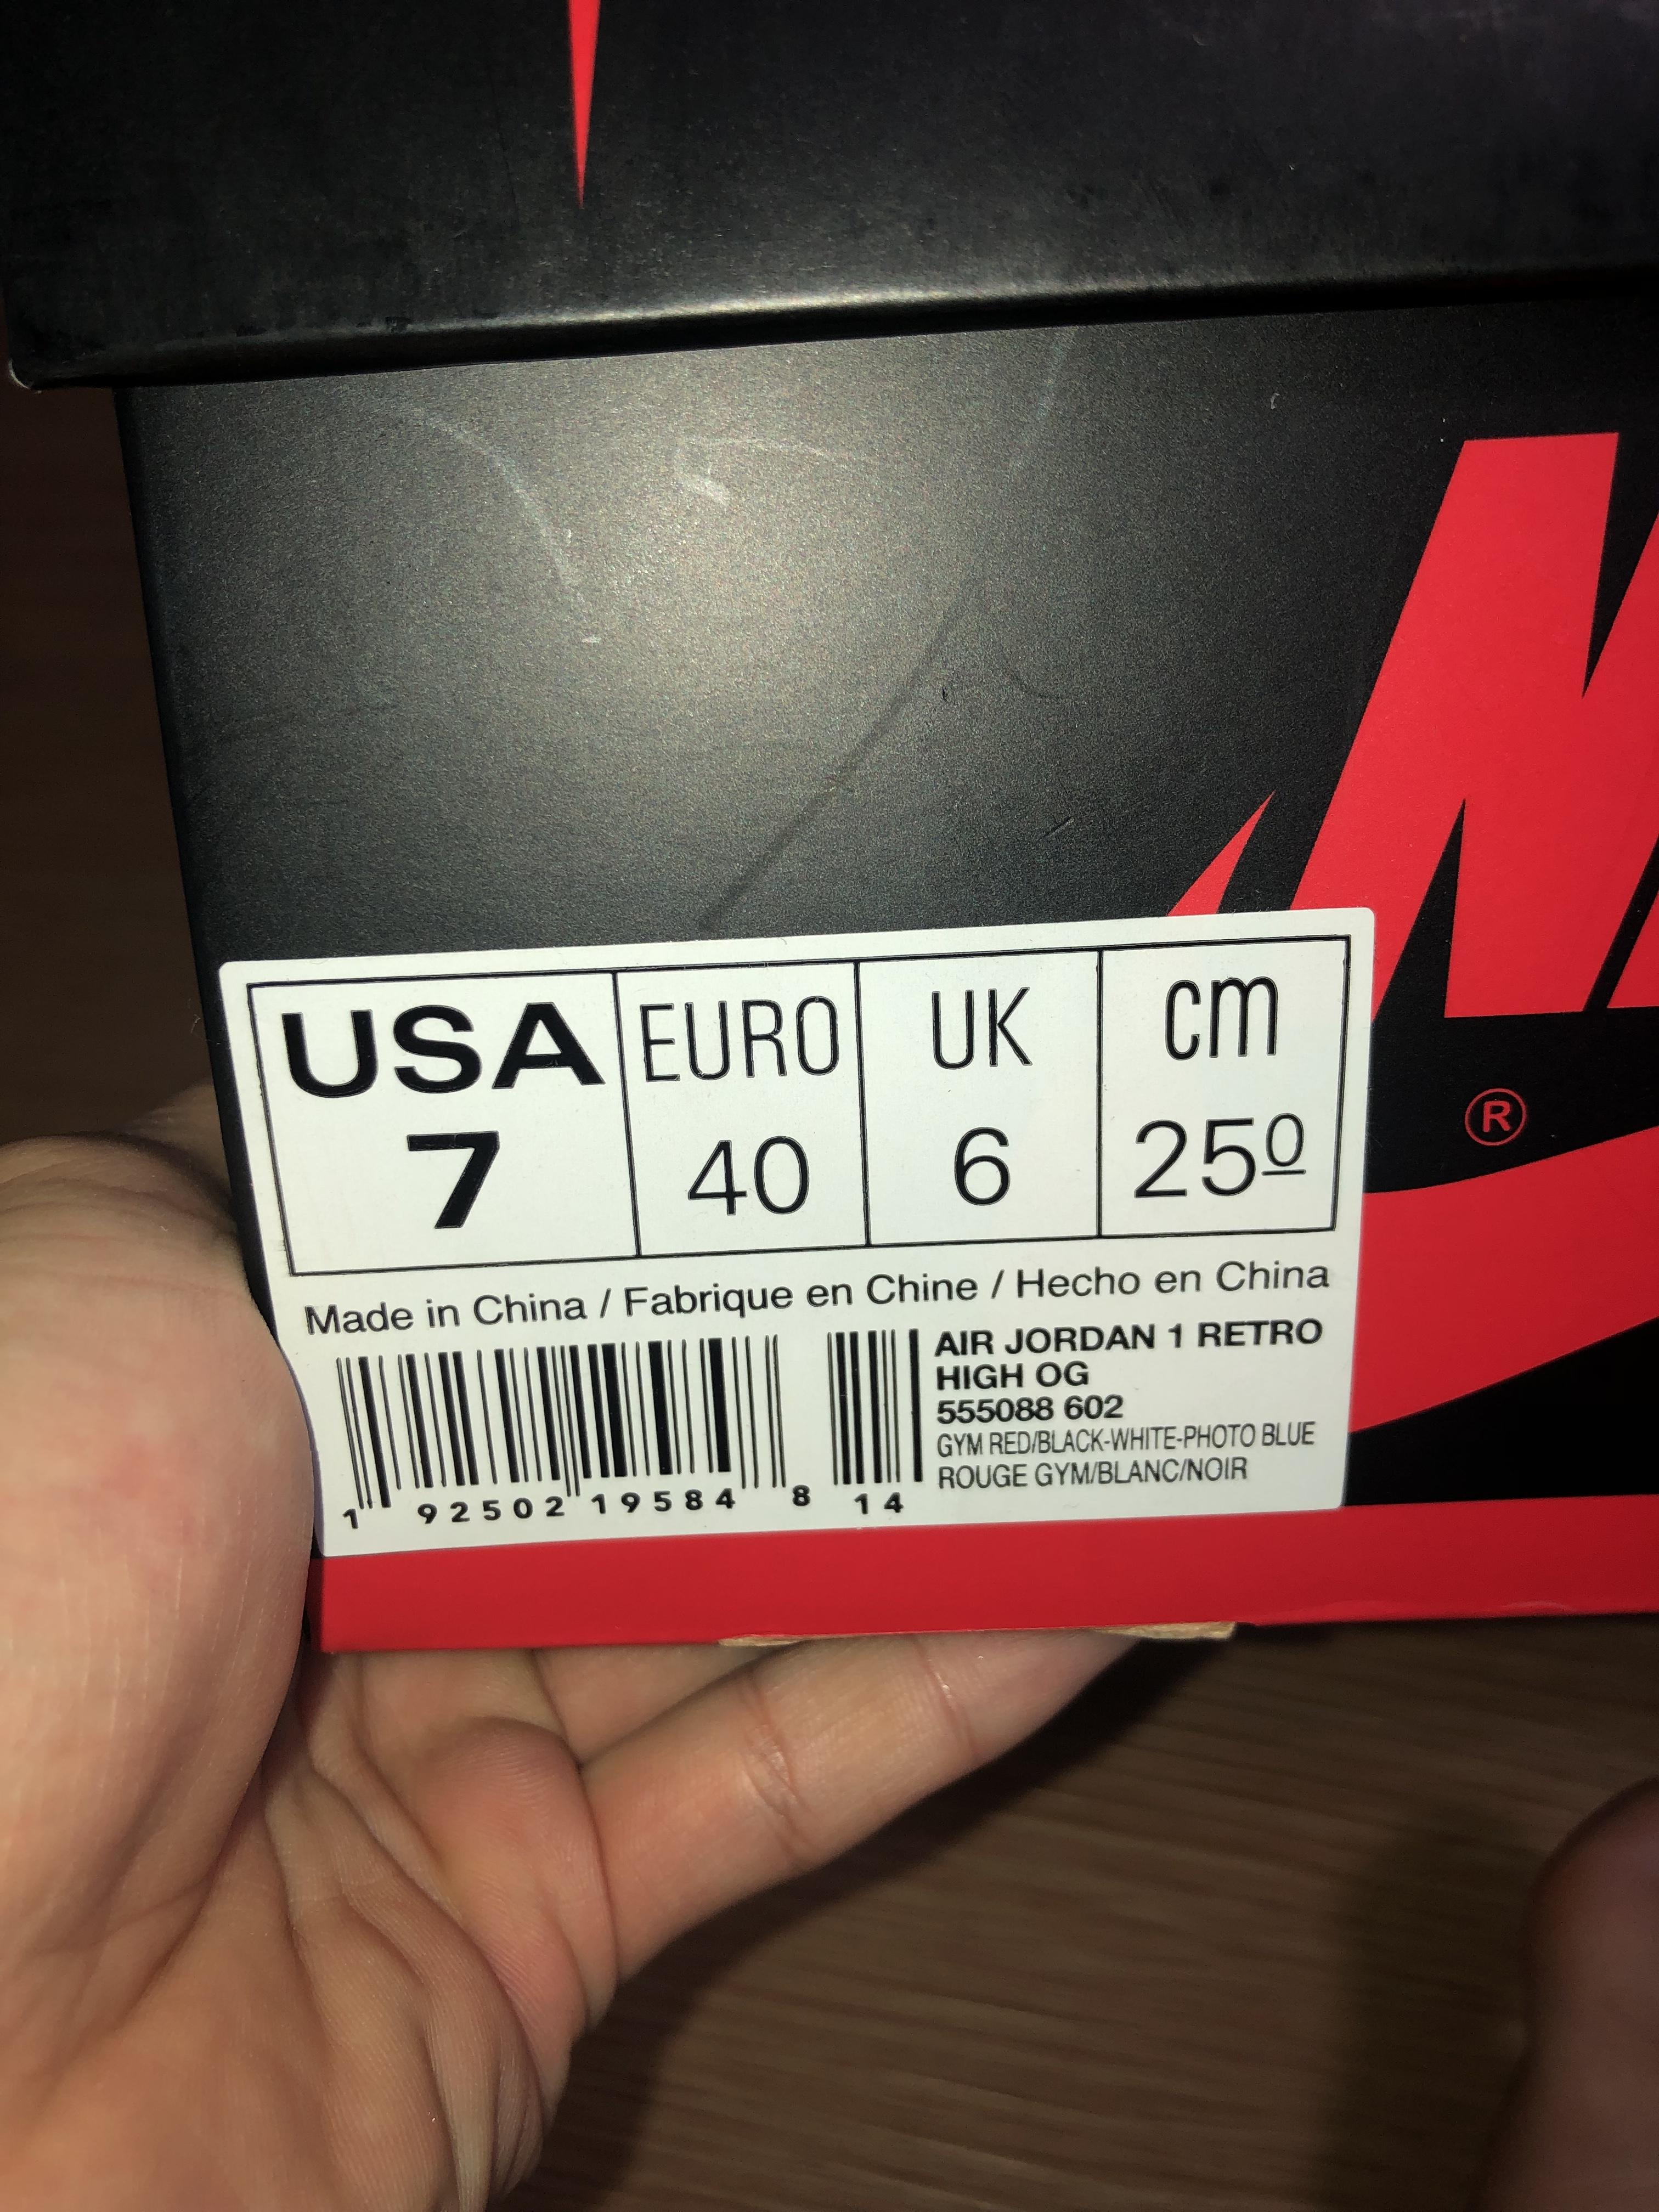 USA EURO UK cm
7 40 6 25º
Made in China / Fabrique en Chine / Hecho en China
AIR JORDAN 1 RETRO
HIGH OG
555088 602
GYM RED/BLACK-WHITE-PHOTO BLUE
ROUGE GYM/BLANC/NOIR
1 92502 19584 8 14
®